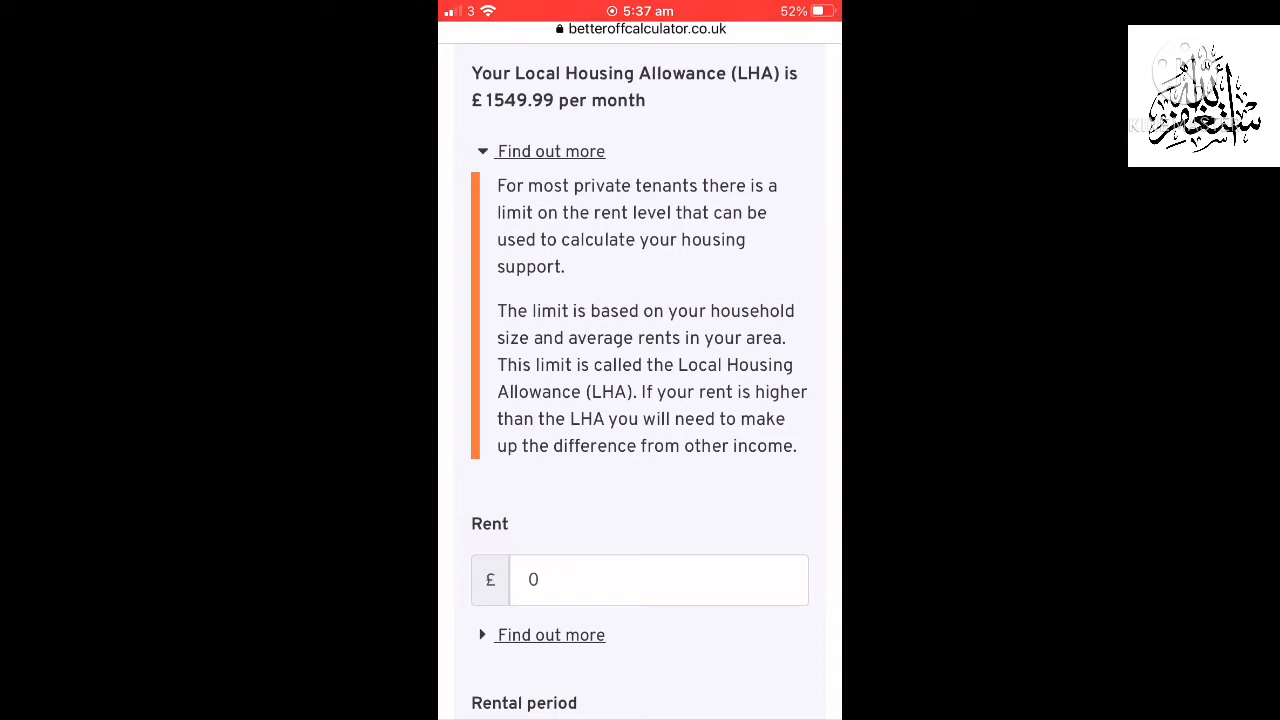 3 5:37 am 52%
betteroffcalculator.co.uk
Your Local Housing Allowance (LHA) is
£ 1549.99 per month
Find out more
For most private tenants there is a
limit on the rent level that can be
used to calculate your housing
support.
The limit is based on your household
size and average rents in your area.
This limit is called the Local Housing
Allowance (LHA). If your rent is higher
than the LHA you will need to make
up the difference from other income.
Rent
£ 0
Find out more
Rental period
أستغفر الله